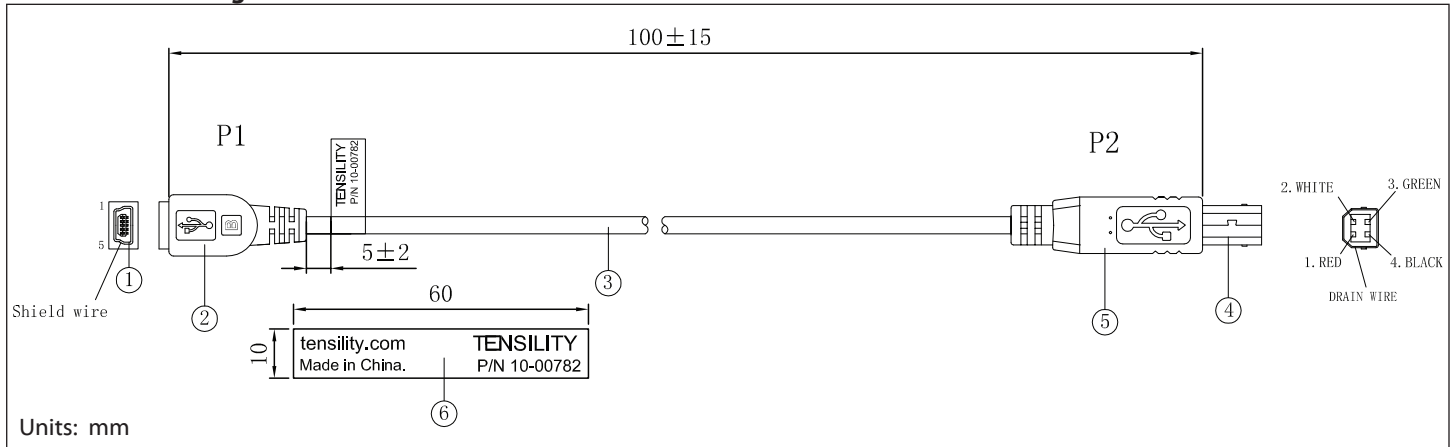 100±15
P1
P2
TENSILITY
P/N 10-00782
1
5
B
2. WHITE
3. GREEN
1. RED
4. BLACK
DRAIN WIRE
5±2
Shield wire
1
2
3
4
5
60
10
tensility.com
TENSILITY
Made in China.
P/N 10-00782
6
Units: mm